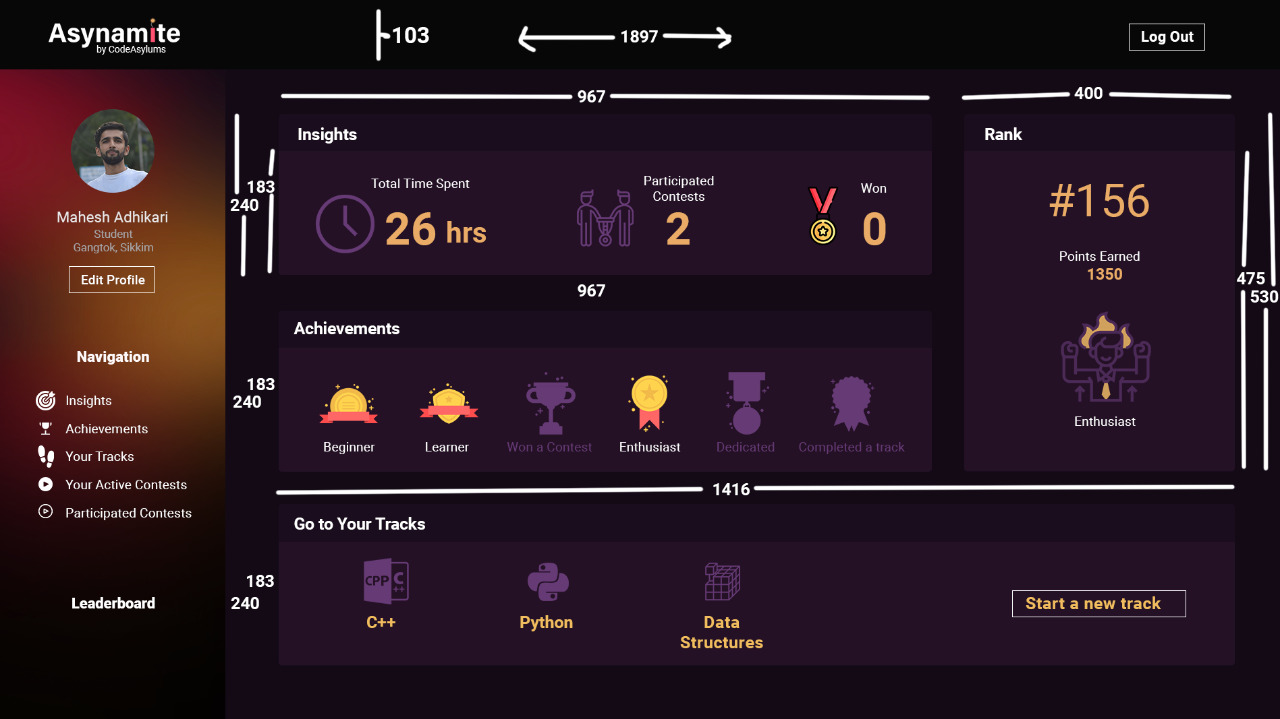 Asynamite
by CodeAsylums
103
1897
Log Out
Mahesh Adhikari
Student
Gangtok, Sikkim
Edit Profile
Navigation
Insights
Achievements
Your Tracks
Your Active Contests
Participated Contests
Leaderboard
967
400
Insights
183
240
Total Time Spent
26 hrs
Participated
Contests
2
Won
0
967
Rank
#156
Points Earned
1350
Enthusiast
475
530
Achievements
183
240
Beginner
Learner
Won a Contest
Enthusiast
Dedicated
Completed a track
1416
Go to Your Tracks
183
240
CPP C
++
C++
Python
Data
Structures
Start a new track